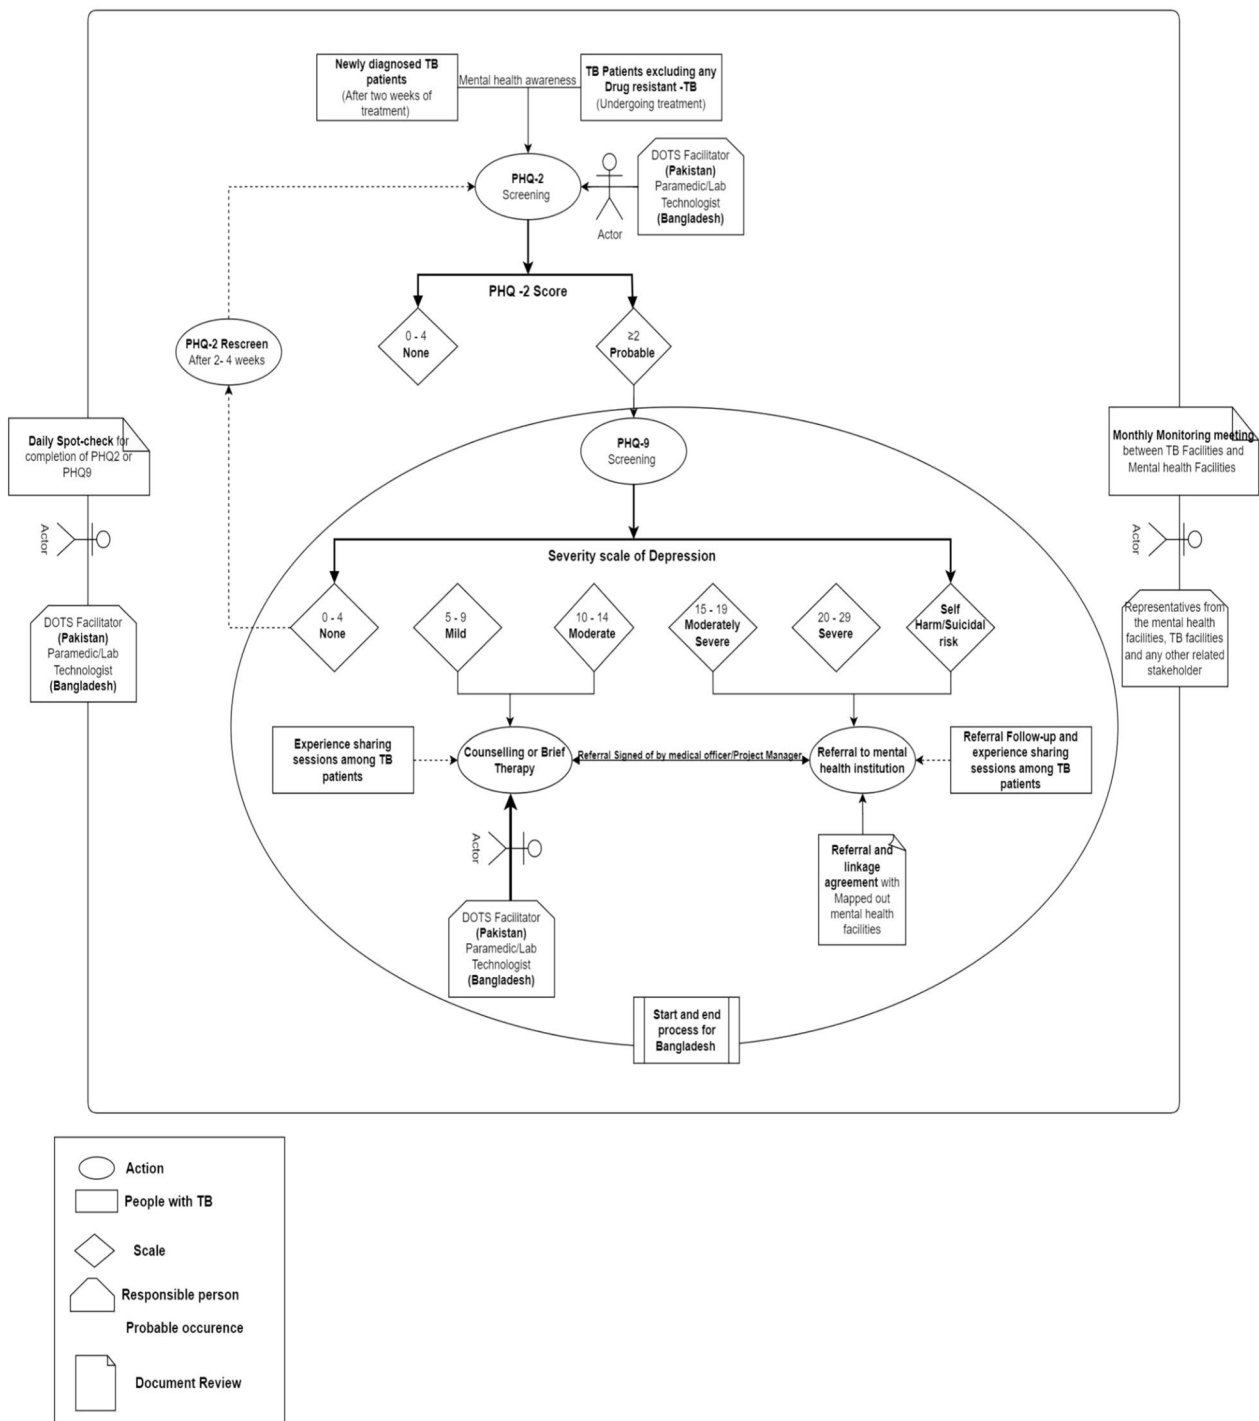 Newly diagnosed TB
patients
(After two weeks of
treatment)
Mental health awareness
TB Patients excluding any
Drug resistant -TB
(Undergoing treatment)
PHQ-2
Screening
Actor
DOTS Facilitator
(Pakistan)
Paramedic/Lab
Technologist
(Bangladesh)
PHQ -2 Score
0 - 4
None
≥2
Probable
PHQ-2 Rescreen
After 2- 4 weeks
Daily Spot-check for
completion of PHQ2 or
PHQ9
Actor
DOTS Facilitator
(Pakistan)
Paramedic/Lab
Technologist
(Bangladesh)
Monthly Monitoring meeting
between TB Facilities and
Mental health Facilities
Actor
Representatives from
the mental health
facilities, TB facilities
and any other related
stakeholder
PHQ-9
Screening
Severity scale of Depression
0 - 4
None
5 - 9
Mild
10 - 14
Moderate
15 - 19
Moderately
Severe
20 - 29
Severe
Self
Harm/Suicidal
risk
Experience sharing
sessions among TB
patients
Counselling or Brief
Therapy
Referral Signed of by medical officer/Project Manager
Referral to mental
health institution
Referral Follow-up and
experience sharing
sessions among TB
patients
Actor
DOTS Facilitator
(Pakistan)
Paramedic/Lab
Technologist
(Bangladesh)
Referral and
linkage
agreement with
Mapped out
mental health
facilities
Start and end
process for
Bangladesh
Action
People with TB
Scale
Responsible person
Probable occurence
Document Review